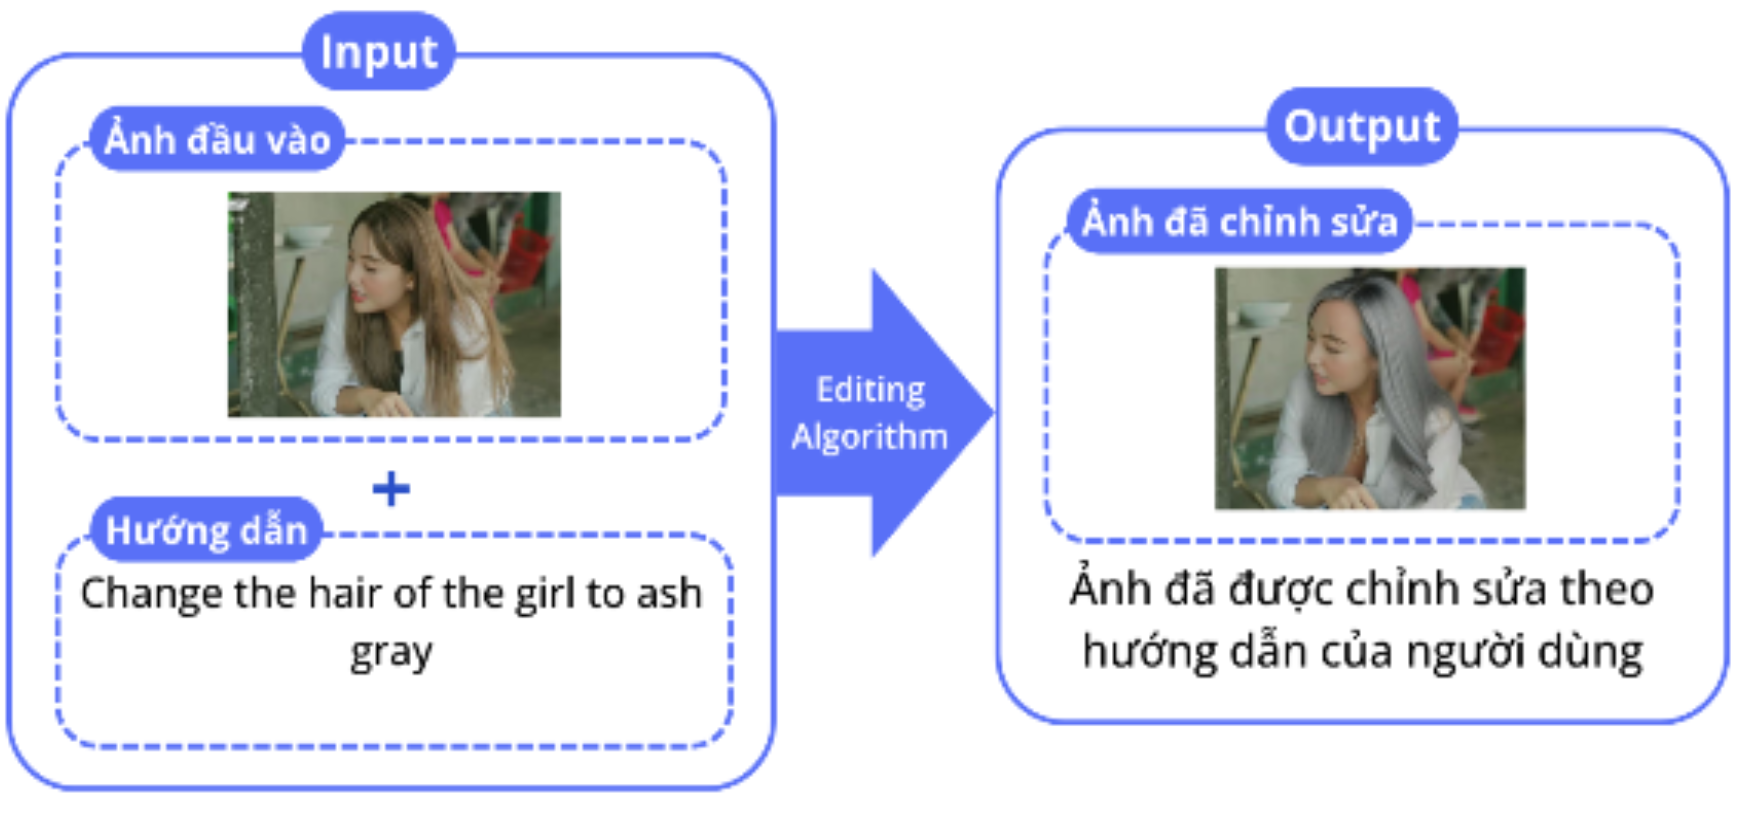 Input
Ảnh đầu vào
Hướng dẫn
Change the hair of the girl to ash
gray
Editing
Algorithm
Output
Ảnh đã chỉnh sửa
Ảnh đã được chỉnh sửa theo
hướng dẫn của người dùng